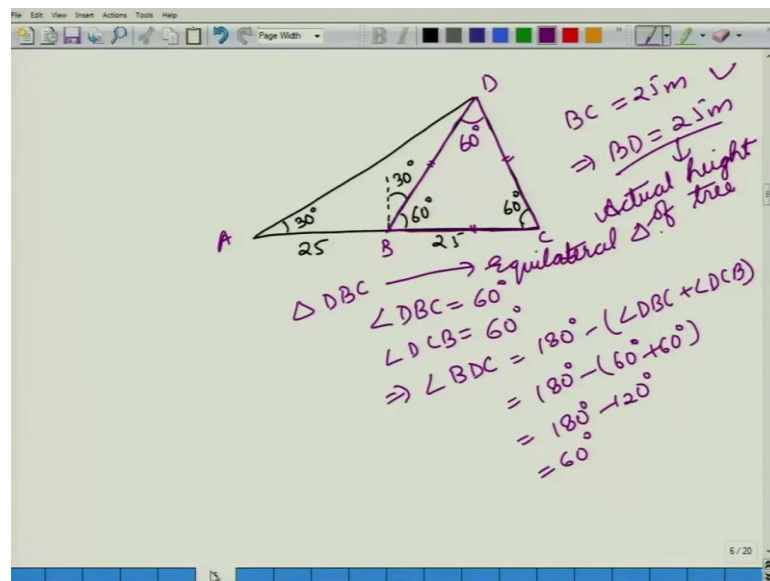 File Edit View Insert Actions Tools Help
Page Width
B I
D
60°
30°
30°
60°
60°
A
25
B
25
C
BC = 25m ✓
⇒ BD = 25m
↓
Actual height
of tree
△ DBC → Equilateral △.
∠DBC = 60°
∠DCB = 60°
⇒ ∠BDC = 180° - (∠DBC + ∠DCB)
= 180° - (60° + 60°)
= 180° - 120°
= 60°
6 / 20